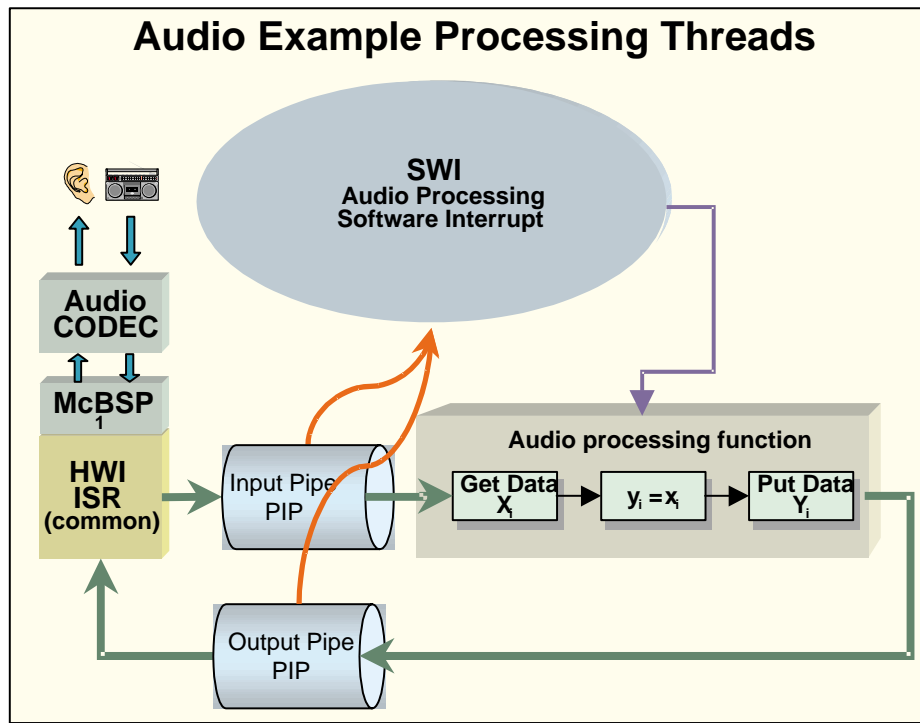 Audio Example Processing Threads
SWI
Audio Processing
Software Interrupt
Audio
CODEC
McBSP
1
HWI
ISR
(common)
Input Pipe
PIP
Audio processing function
Get Data
Xi
yi = xi
Put Data
Yi
Output Pipe
PIP